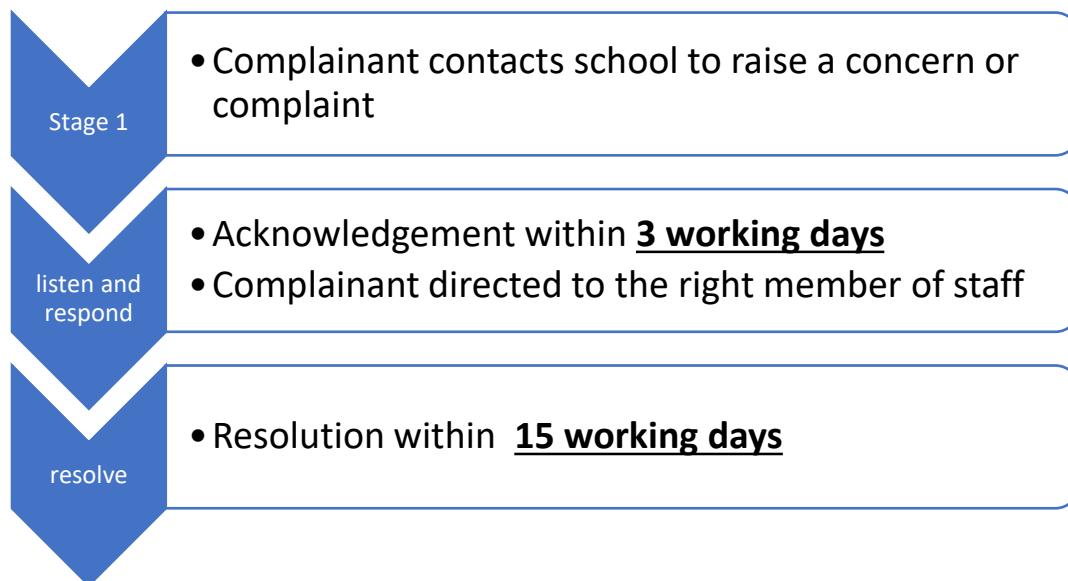 Stage 1
• Complainant contacts school to raise a concern or
complaint
listen and
respond
• Acknowledgement within 3 working days
• Complainant directed to the right member of staff
resolve
• Resolution within 15 working days